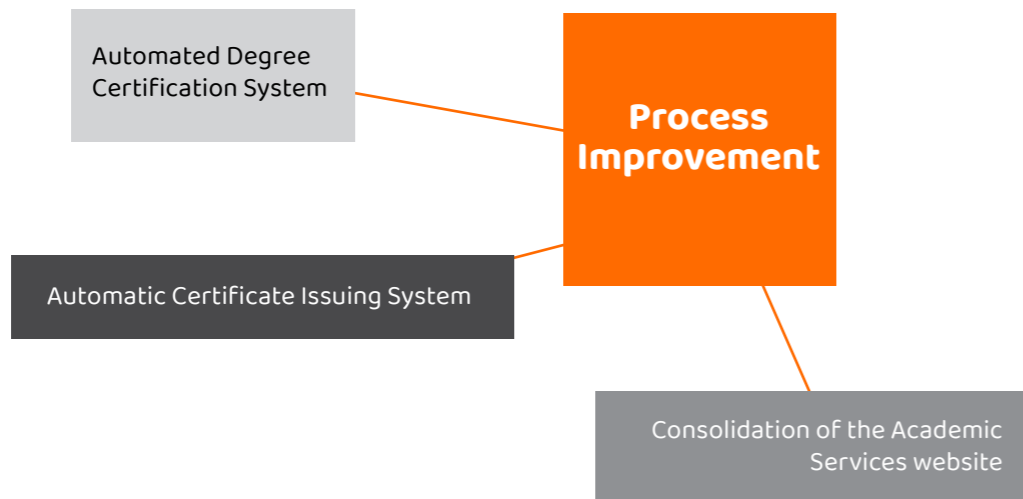 Automated Degree
Certification System
Process
Improvement
Automatic Certificate Issuing System
Consolidation of the Academic
Services website